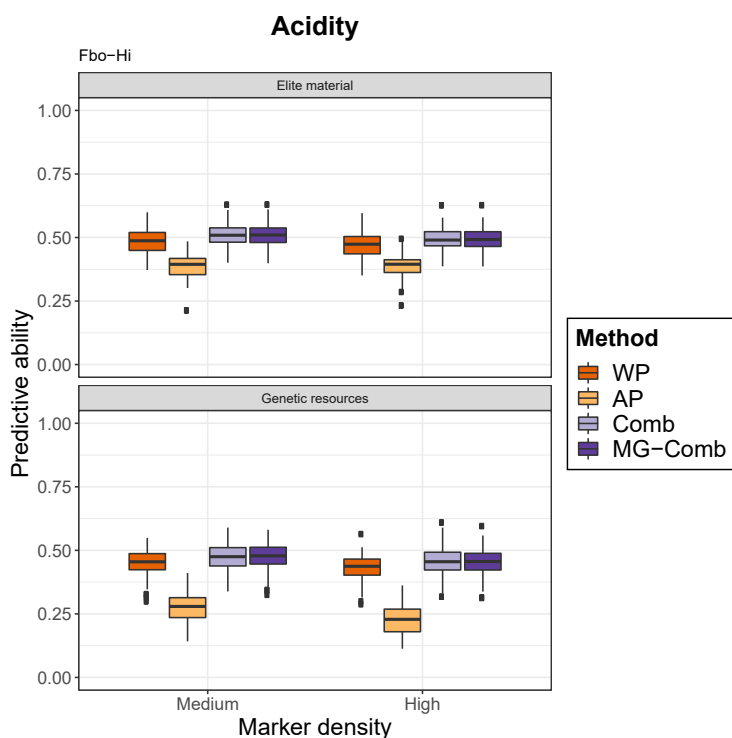 Acidity
Fbo−Hi
Elite material
1.00
0.75
0.50
0.25
0.00
Genetic resources
1.00
0.75
0.50
0.25
0.00
Predictive ability
Medium
High
Marker density
Method
WP
AP
Comb
MG−Comb